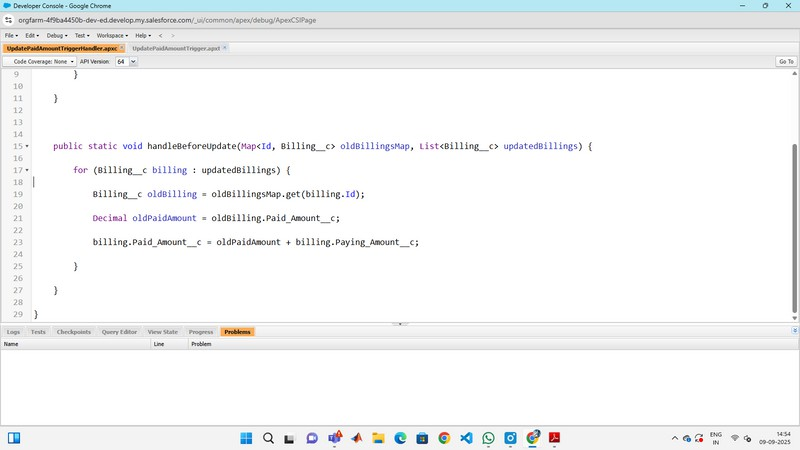 Developer Console - Google Chrome
orgfarm-4f9ba4450b-dev-ed.develop.my.salesforce.com/_ui/common/apex/debug/ApexCSIPage
File Edit Debug Test Workspace Help < >
UpdatePaidAmountTriggerHandler.apxc UpdatePaidAmountTrigger.apxt
Code Coverage: None API Version: 64 Go To
9 }
10
11 }
12
13
14
15 public static void handleBeforeUpdate(Map<Id, Billing__c> oldBillingsMap, List<Billing__c> updatedBillings) {
16
17 for (Billing__c billing : updatedBillings) {
18
19 Billing__c oldBilling = oldBillingsMap.get(billing.Id);
20
21 Decimal oldPaidAmount = oldBilling.Paid_Amount__c;
22
23 billing.Paid_Amount__c = oldPaidAmount + billing.Paying_Amount__c;
24
25 }
26
27 }
28
29 }
Logs Tests Checkpoints Query Editor View State Progress Problems
Name Line Problem
ENG
IN
14:54
09-09-2025